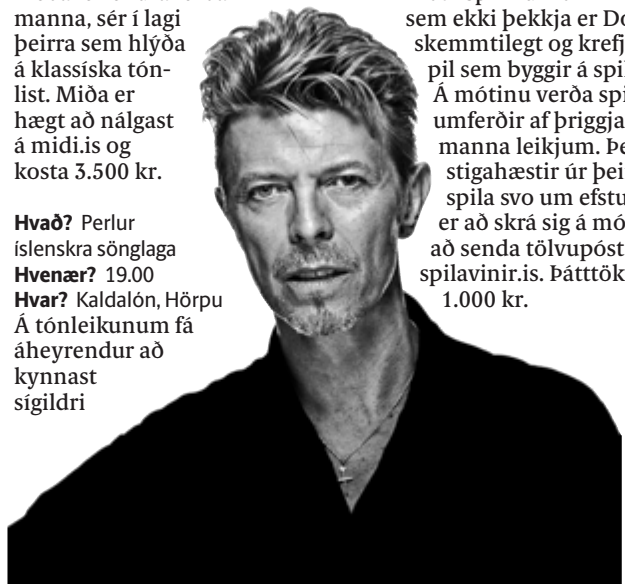 manna, sér í lagi
þeirra sem hlýða
á klassíska tón-
list. Miða er
hægt að nálgast
á midi.is og
kosta 3.500 kr.
Hvað? Perlur
íslenskra sönglaga
Hvenær? 19.00
Hvar? Kaldalón, Hörpu
Á tónleikunum fá
áheyrendur að
kynnast
sígildri
sem ekki þekkja er
skemmtilegt og
pil sem byggir á
Á mótinu verða
umferðir af þriggja
manna leikjum.
stigahæstir úr
spila svo um
er að skrá sig á
að senda
spilavinir.is.
1.000 kr.